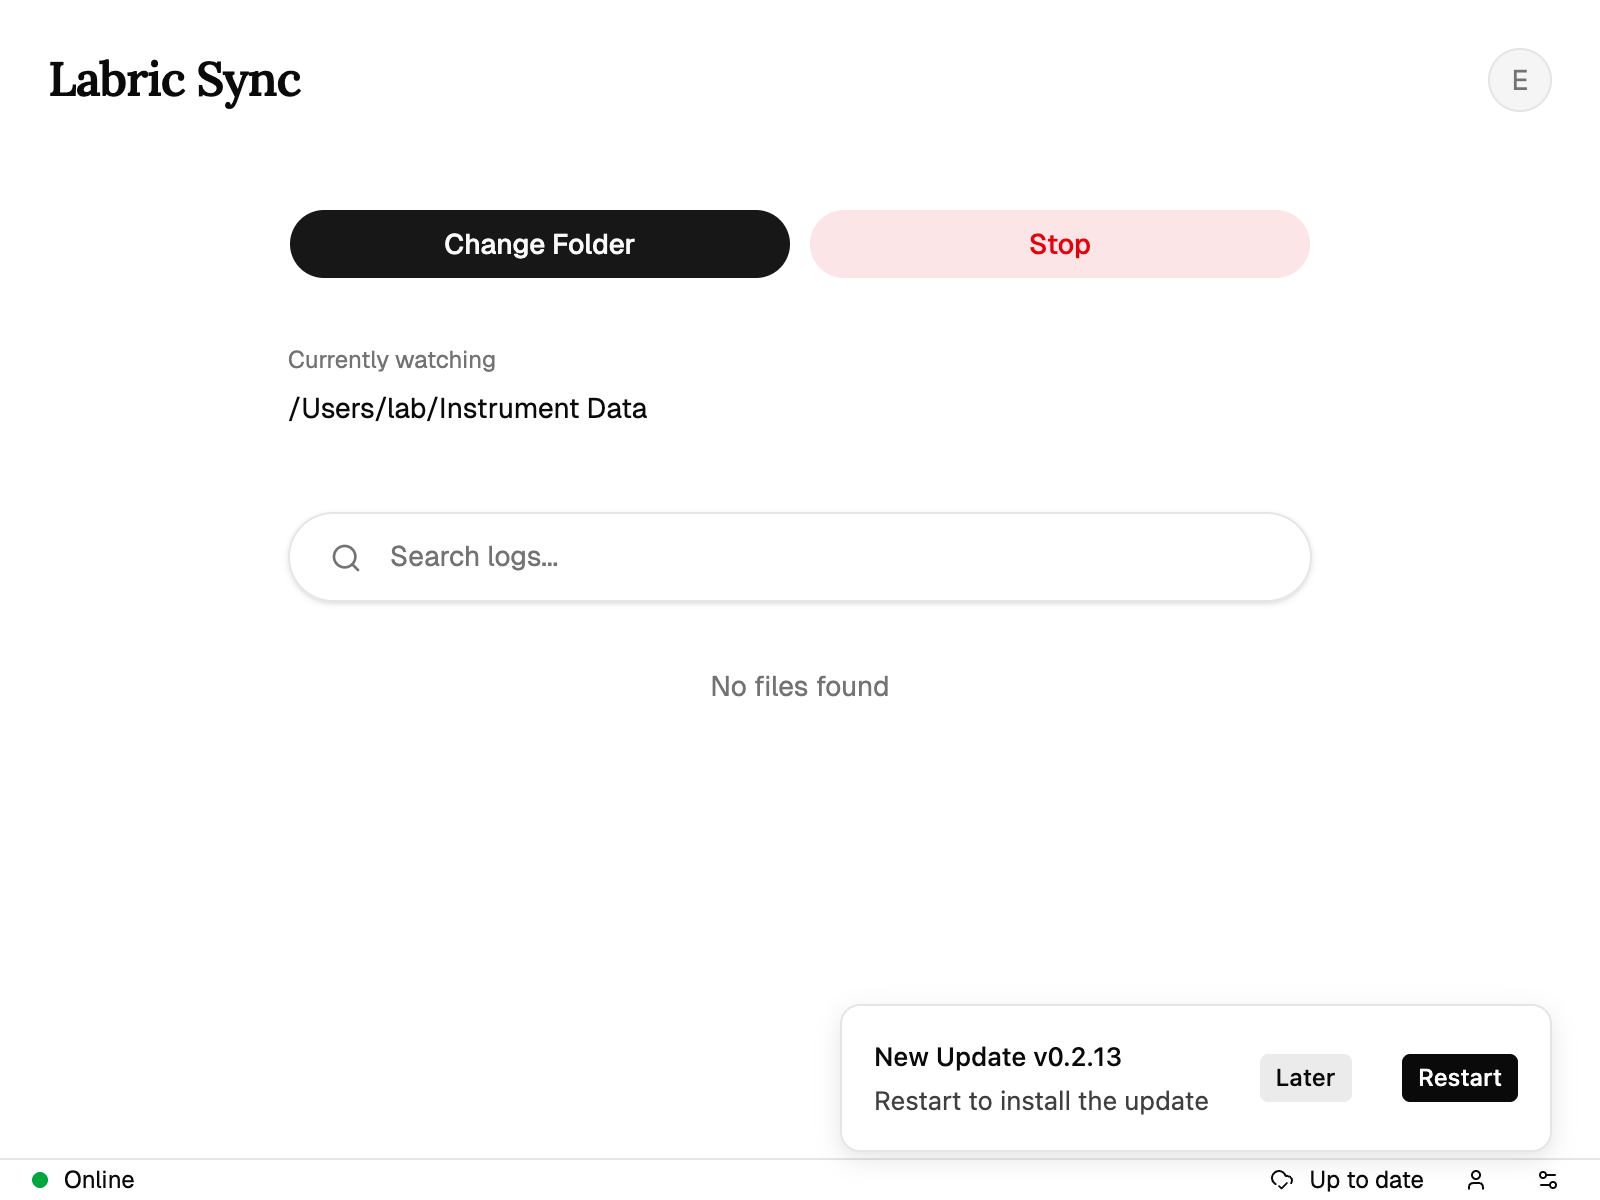 Labric Sync
E
Change Folder
Stop
Currently watching
/Users/lab/Instrument Data
Search logs...
No files found
New Update v0.2.13
Restart to install the update
Later
Restart
Online
Up to date